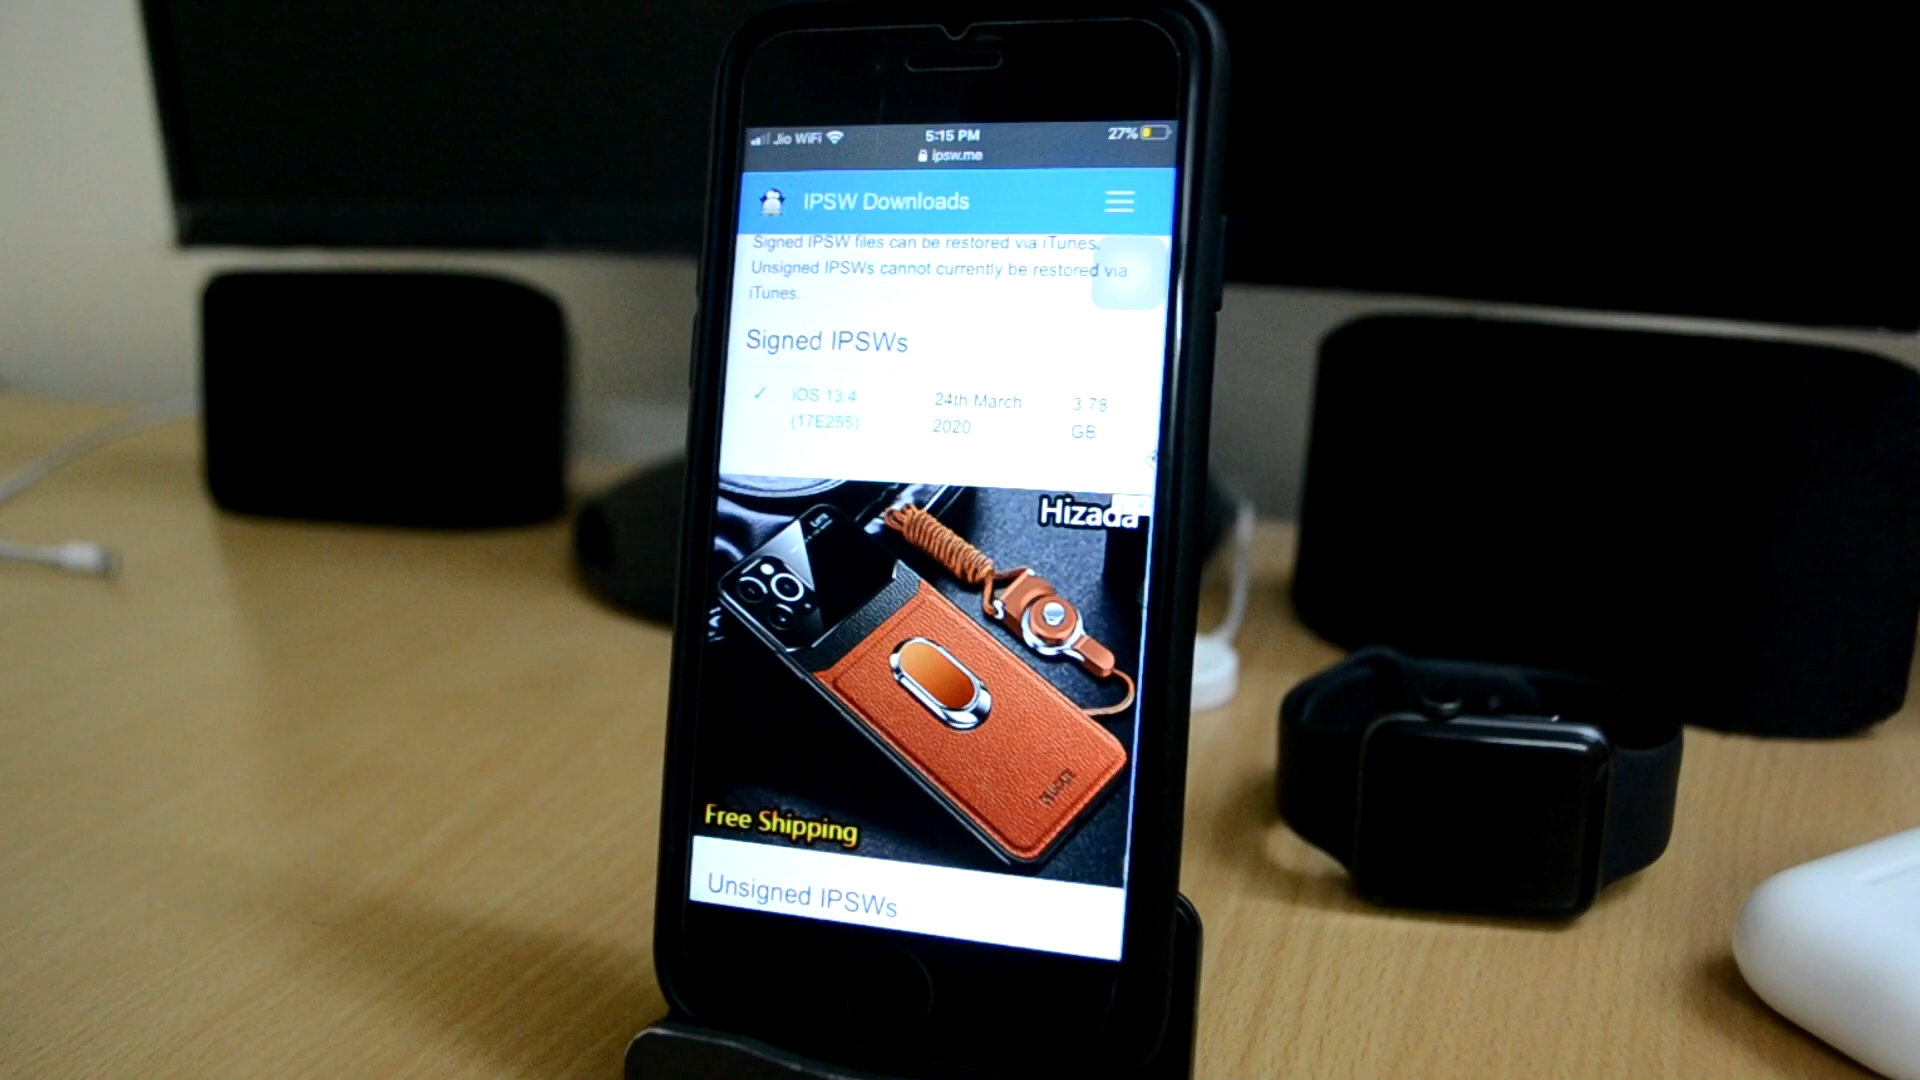 Jio WiFi
5:15 PM
27%
ipsw.me
IPSW Downloads
Signed IPSW files can be restored via iTunes.
Unsigned IPSWs cannot currently be restored via
iTunes.
Signed IPSWs
✓ iOS 13.4 24th March 3.78
(17E255) 2020 GB
Hizada
Free Shipping
Unsigned IPSWs